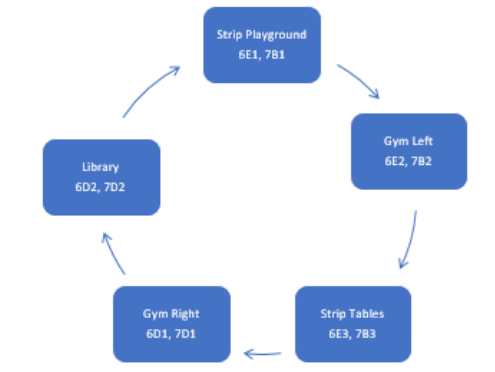 Strip Playground
6E1, 7B1
Gym Left
6E2, 7B2
Strip Tables
6E3, 7B3
Gym Right
6D1, 7D1
Library
6D2, 7D2